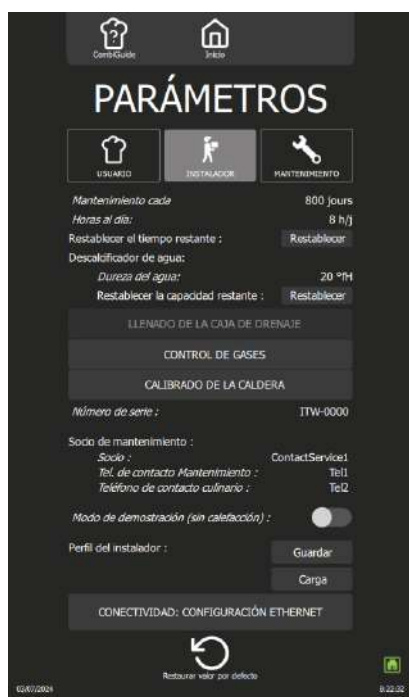 CombiGuide
Inicio
PARÁMETROS
USUARIO
INSTALADOR
MANTENIMIENTO
Mantenimiento cada 800 jours
Horas al día: 8 h/j
Restablecer el tiempo restante : Restablecer
Descalcificador de agua:
Dureza del agua: 20 °fH
Restablecer la capacidad restante : Restablecer
LLENADO DE LA CAJA DE DRENAJE
CONTROL DE GASES
CALIBRADO DE LA CALDERA
Número de serie : ITW-0000
Socio de mantenimiento :
Socio : ContactService1
Tel. de contacto Mantenimiento : Tel1
Teléfono de contacto culinario : Tel2
Modo de demostración (sin calefacción) :
Perfil del instalador : Guardar
Carga
CONECTIVIDAD: CONFIGURACIÓN ETHERNET
Restaurar valor por defecto
03/07/2024 8:22:32